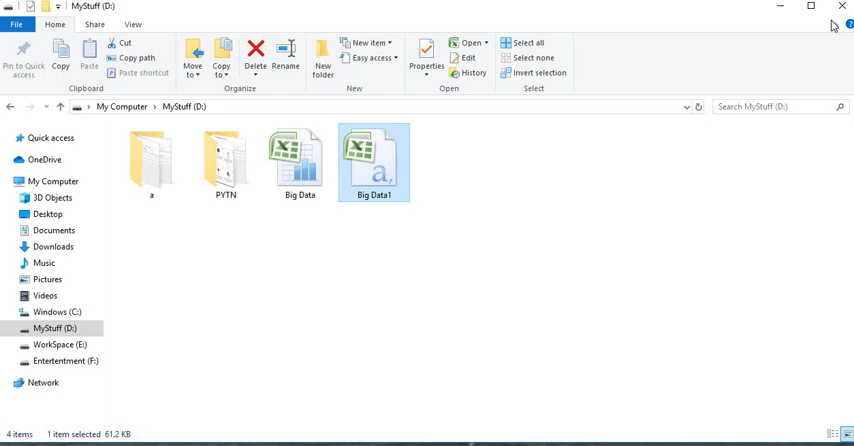 MyStuff (D:)
File Home Share View
Pin to Quick access
Copy
Paste
Cut
Copy path
Paste shortcut
Clipboard
Move to
Copy to
Delete
Rename
Organize
New folder
New item
Easy access
New
Properties
Open
Edit
History
Open
Select all
Select none
Invert selection
Select
My Computer MyStuff (D:)
Search MyStuff (D:)
Quick access
OneDrive
My Computer
3D Objects
Desktop
Documents
Downloads
Music
Pictures
Videos
Windows (C:)
MyStuff (D:)
WorkSpace (E:)
Entertentment (F:)
Network
a
PYTN
Big Data
a,
Big Data1
4 items 1 item selected 61.2 KB